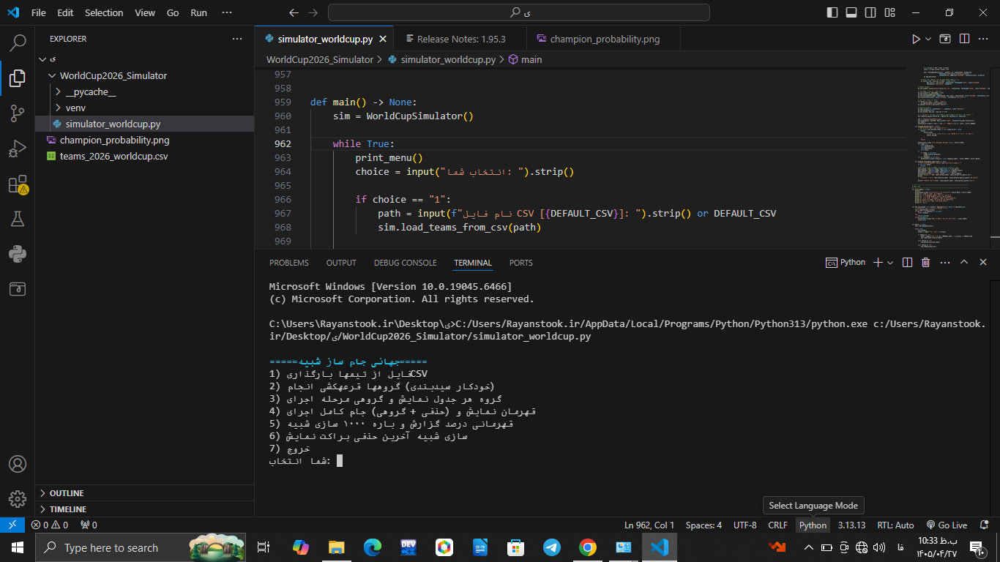 File Edit Selection View Go Run ···
ی
EXPLORER
ی
WorldCup2026_Simulator
__pycache__
venv
simulator_worldcup.py
champion_probability.png
teams_2026_worldcup.csv
OUTLINE
TIMELINE
simulator_worldcup.py
Release Notes: 1.95.3
champion_probability.png
WorldCup2026_Simulator > simulator_worldcup.py > main
957
958
959 def main() -> None:
960 sim = WorldCupSimulator()
961
962 while True:
963 print_menu()
964 choice = input("انتخاب شما: ").strip()
965
966 if choice == "1":
967 path = input(f"نام فایل CSV [{DEFAULT_CSV}]: ").strip() or DEFAULT_CSV
968 sim.load_teams_from_csv(path)
969
PROBLEMS OUTPUT DEBUG CONSOLE TERMINAL PORTS
Python
Microsoft Windows [Version 10.0.19045.6466]
(c) Microsoft Corporation. All rights reserved.
C:\Users\Rayanstook.ir\Desktop\ی>C:/Users/Rayanstook.ir/AppData/Local/Programs/Python/Python313/python.exe c:/Users/Rayanstook.
ir/Desktop/ی/WorldCup2026_Simulator/simulator_worldcup.py
=====جهانی جام ساز شبیه=====
1) فایل از تیمها بارگذاری CSV
2) (خودکار سیدبندی) گروهها قرعهکشی انجام
3) گروه هر جدول نمایش و گروهی مرحله اجرای
4) قهرمان نمایش و (حذفی + گروهی) جام کامل اجرای
5) قهرمانی درصد گزارش و باره ۱۰۰۰ سازی شبیه
6) سازی شبیه آخرین حذفی براکت نمایش
7) خروج
شما انتخاب:
Select Language Mode
0 0 0
Ln 962, Col 1 Spaces: 4 UTF-8 CRLF Python 3.13.13 RTL: Auto Go Live
Type here to search
DEV
فا
10:33 ب.ظ
۱۴۰۵/۰۴/۲۷
1